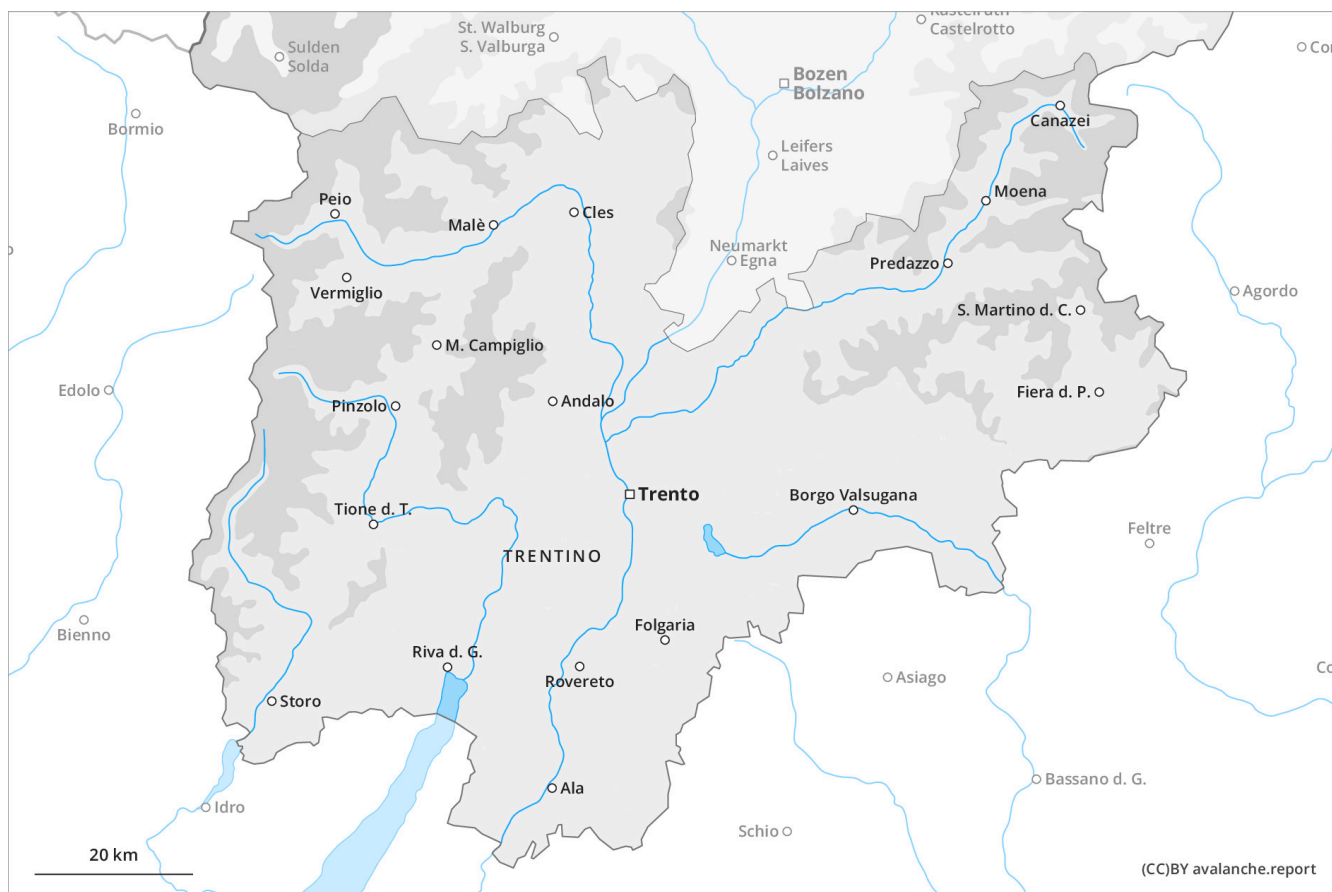 Kastelruth
Castelrotto
St. Walburg
S. Valburga
Sulden
Solda
Bozen
Bolzano
Bormio
Canazei
Leifers
Laives
Moena
Peio
Malè
Cles
Neumarkt
Egna
Predazzo
Vermiglio
Agordo
S. Martino d. C.
M. Campiglio
Edolo
Pinzolo
Andalo
Fiera d. P.
Trento
Borgo Valsugana
Tione d. T.
Feltre
TRENTINO
Bienno
Folgaria
Riva d. G.
Rovereto
Asiago
Storo
Ala
Bassano d. G.
Idro
Schio
20 km
(CC)BY avalanche.report